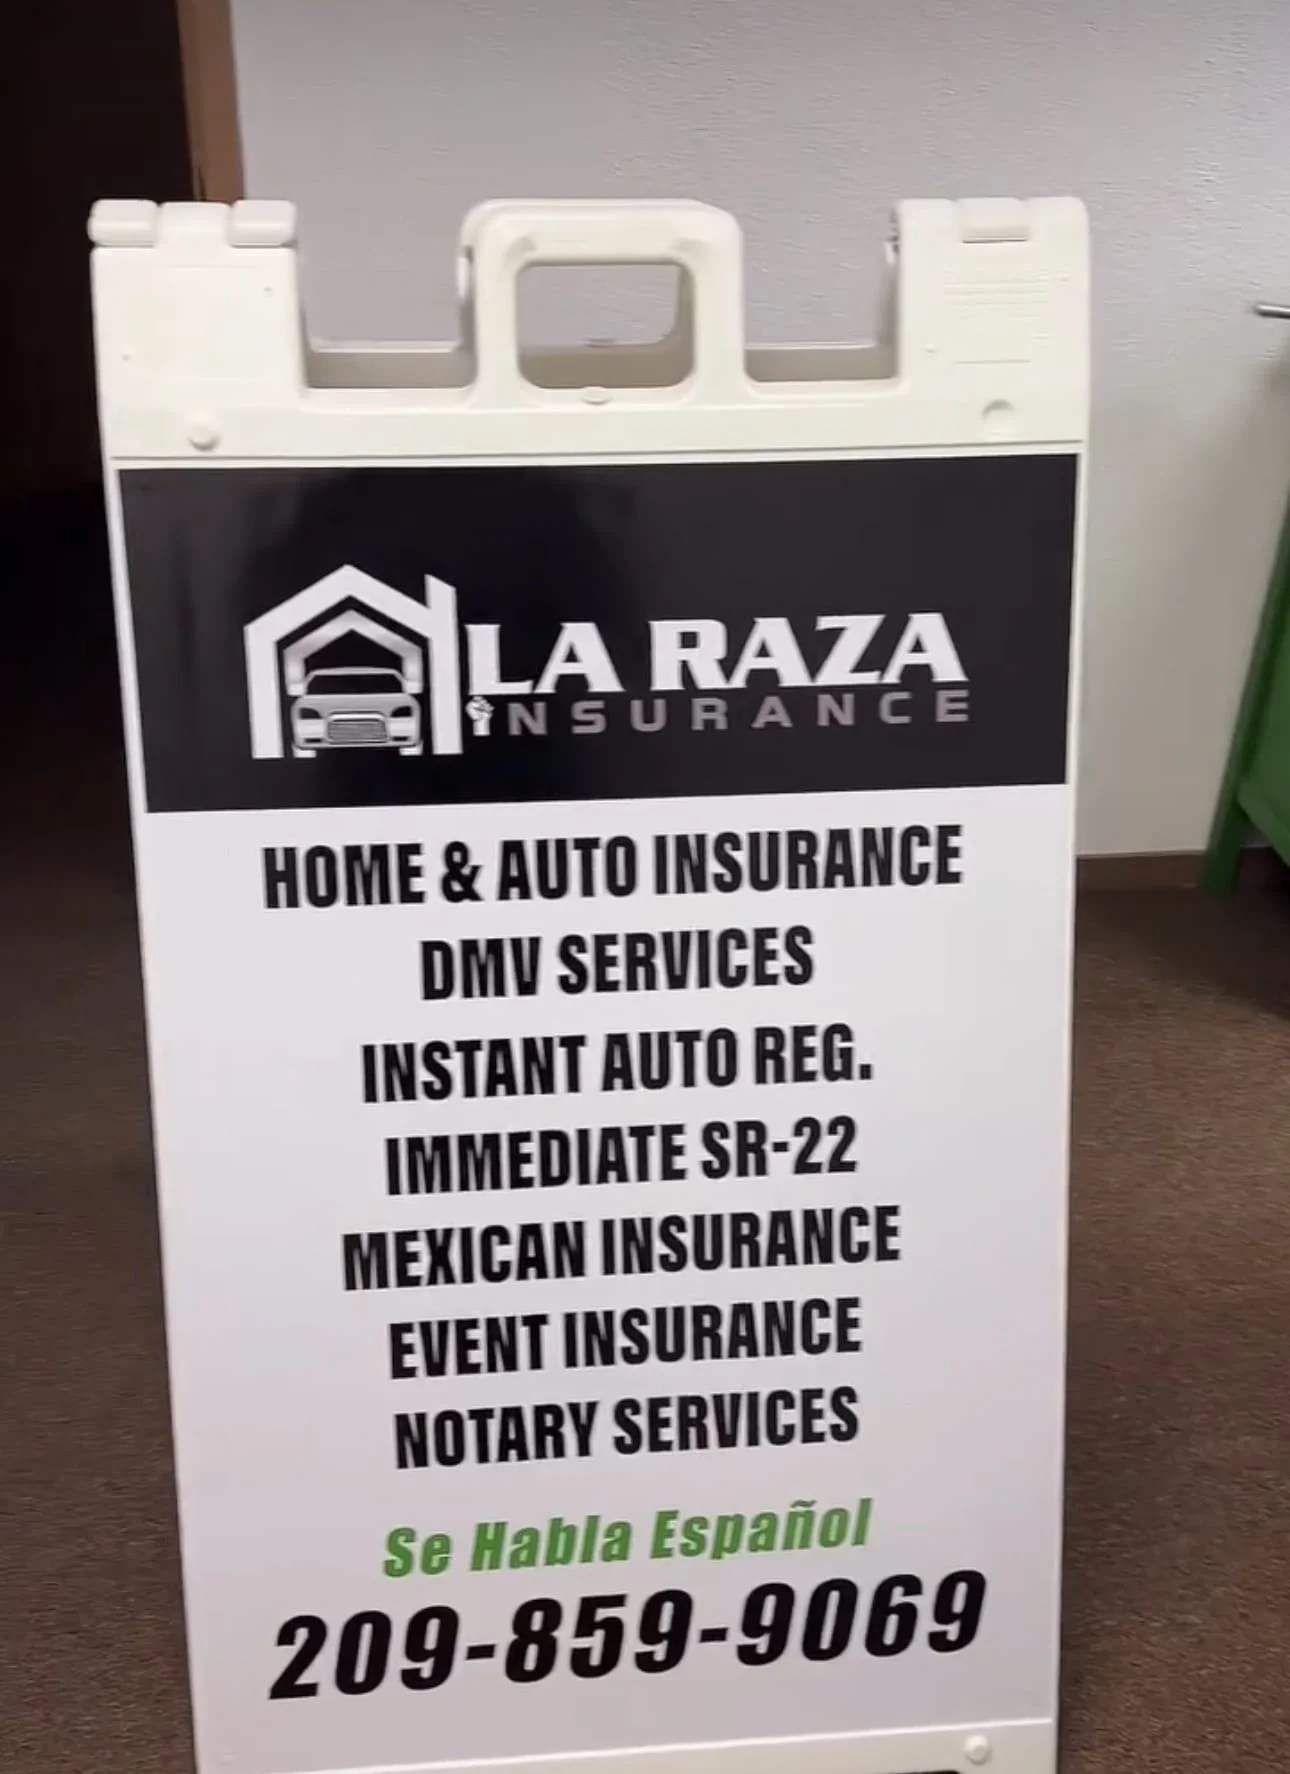 LA RAZA
INSURANCE
HOME & AUTO INSURANCE
DMV SERVICES
INSTANT AUTO REG.
IMMEDIATE SR-22
MEXICAN INSURANCE
EVENT INSURANCE
NOTARY SERVICES
Se Habla Español
209-859-9069